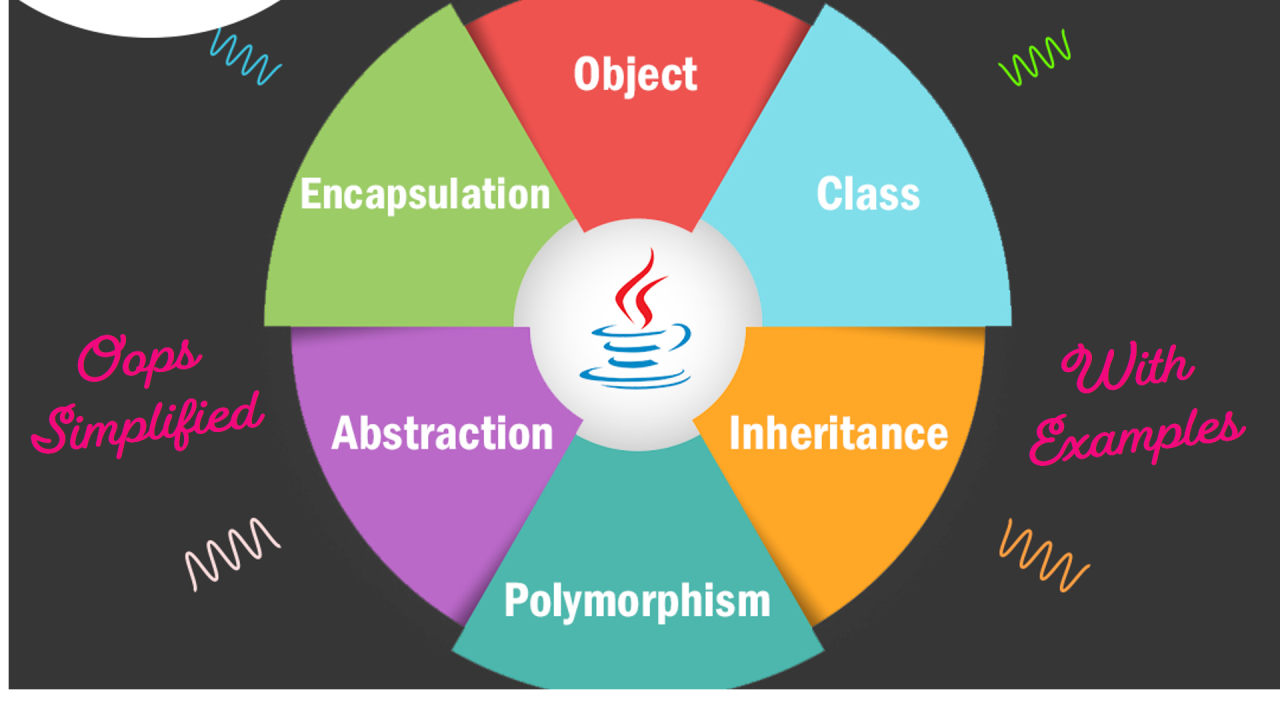 Object
Encapsulation
Class
Oops
Simplified
With
Examples
Abstraction
Inheritance
Polymorphism